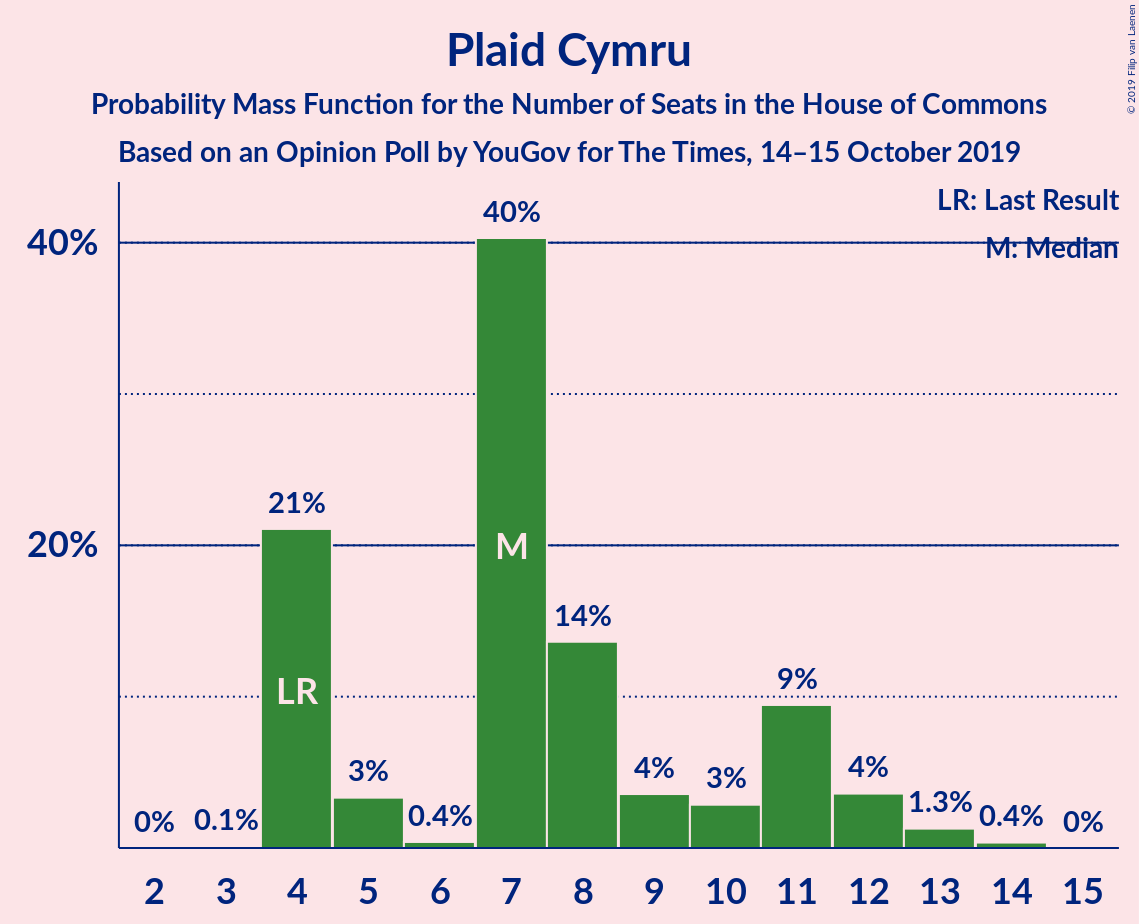 Plaid Cymru
Probability Mass Function for the Number of Seats in the House of Commons
Based on an Opinion Poll by YouGov for The Times, 14–15 October 2019
© 2019 Filip van Laenen
LR: Last Result
M: Median
40%
20%
0%
0.1%
21%
3%
0.4%
40%
14%
4%
3%
9%
4%
1.3%
0.4%
0%
LR
M
2 3 4 5 6 7 8 9 10 11 12 13 14 15